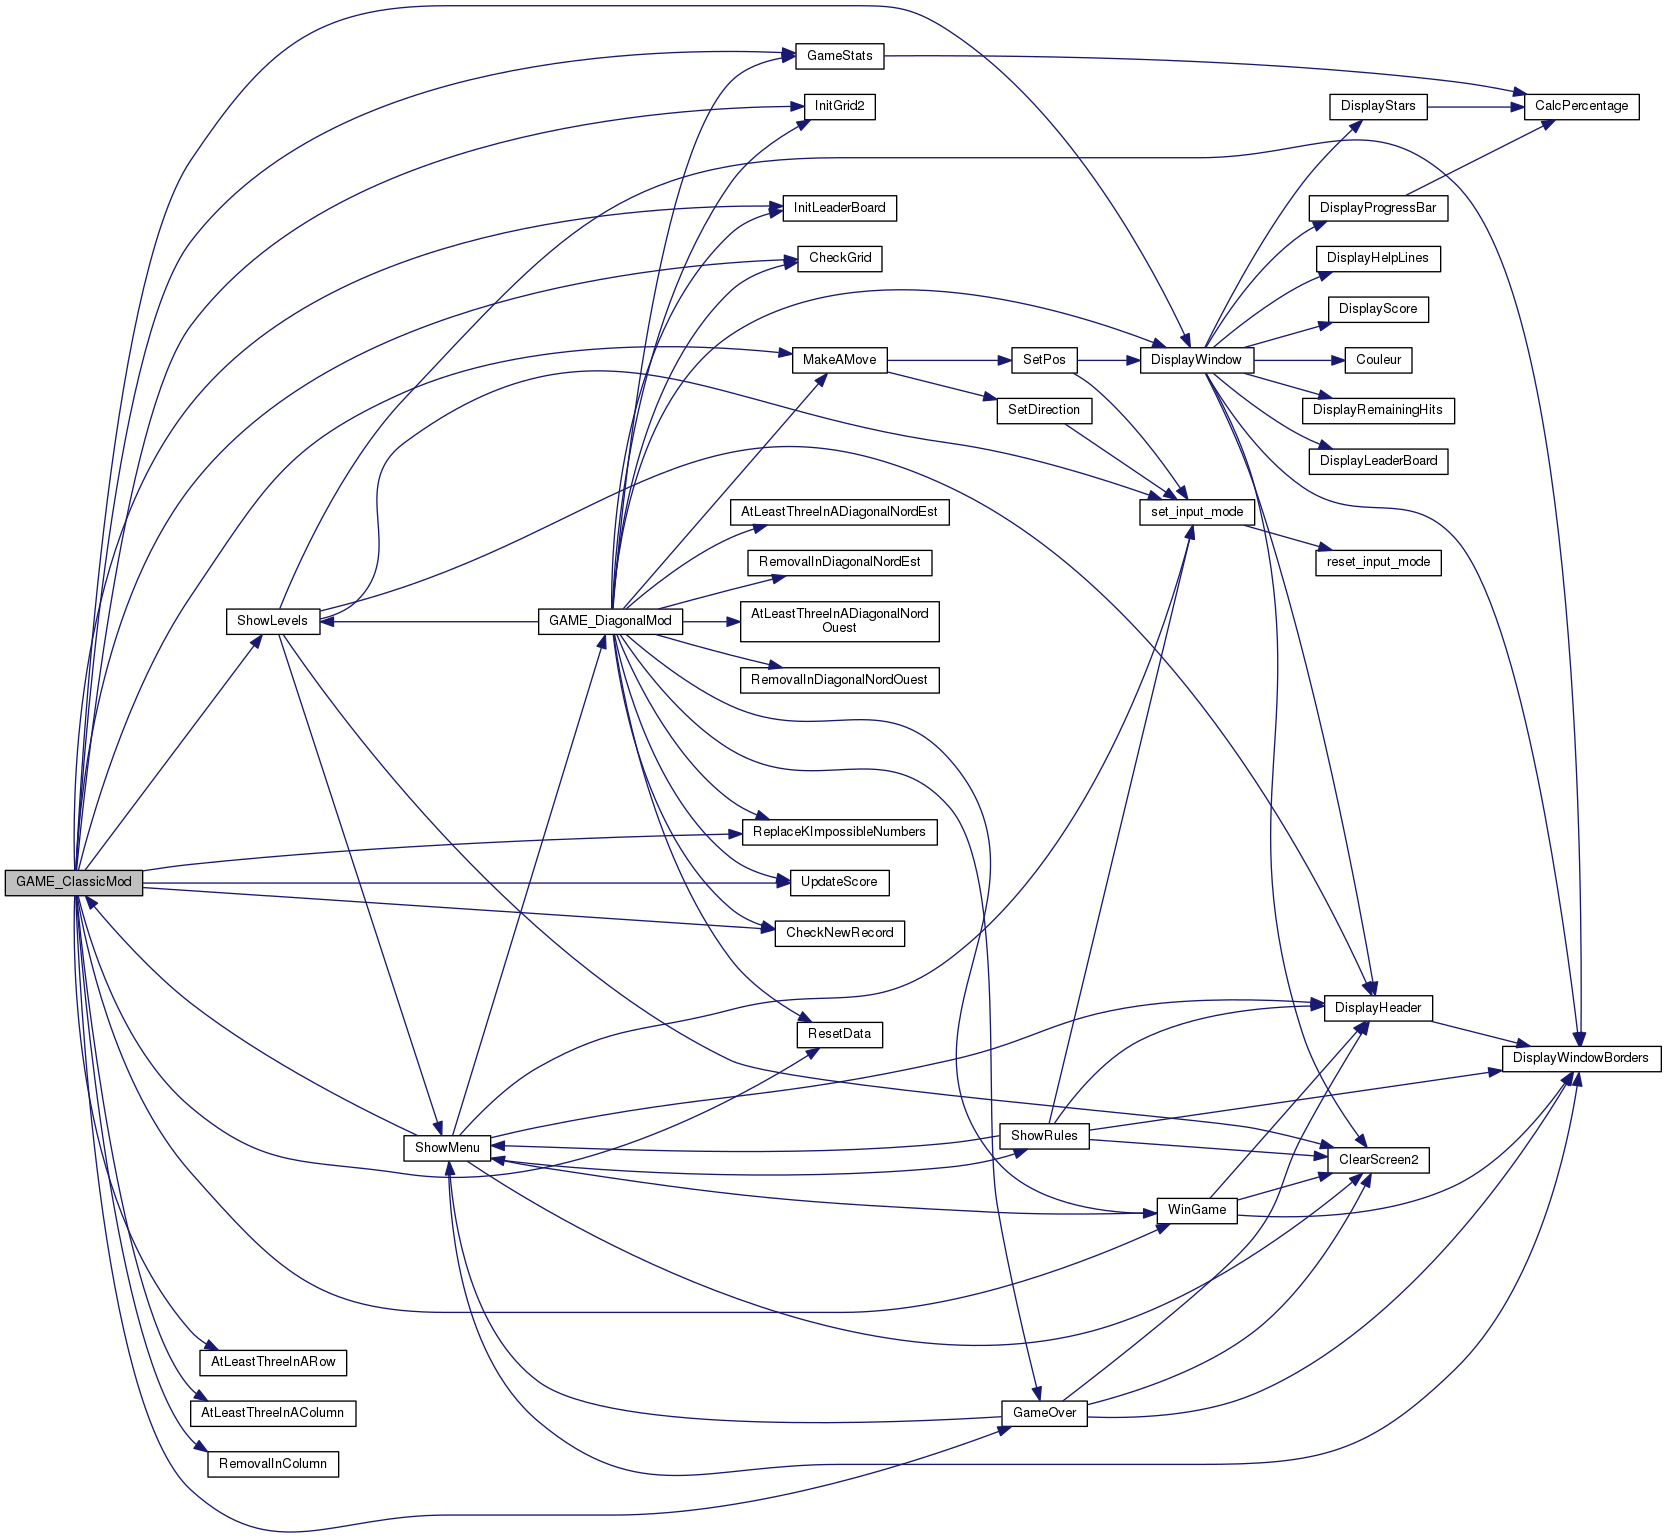 GameStats
InitGrid2
DisplayStars
CalcPercentage
InitLeaderBoard
DisplayProgressBar
CheckGrid
DisplayHelpLines
DisplayScore
MakeAMove
SetPos
DisplayWindow
Couleur
SetDirection
DisplayRemainingHits
DisplayLeaderBoard
AtLeastThreeInADiagonalNordEst
set_input_mode
RemovalInDiagonalNordEst
reset_input_mode
ShowLevels
GAME_DiagonalMod
AtLeastThreeInADiagonalNord
Ouest
RemovalInDiagonalNordOuest
ReplaceKImpossibleNumbers
GAME_ClassicMod
UpdateScore
CheckNewRecord
DisplayHeader
ResetData
DisplayWindowBorders
ShowMenu
ShowRules
ClearScreen2
WinGame
AtLeastThreeInARow
AtLeastThreeInAColumn
GameOver
RemovalInColumn